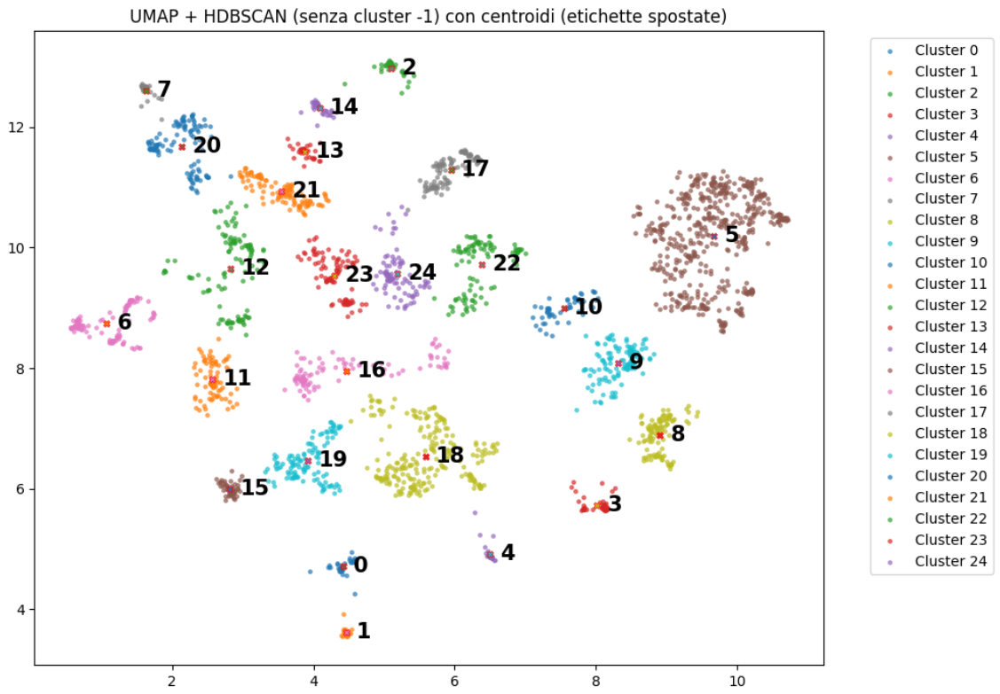 UMAP + HDBSCAN (senza cluster -1) con centroidi (etichette spostate)
2
7
14
20
13
17
21
5
12
23
24
22
6
10
11
16
9
19
18
8
15
3
0
4
1
12
10
8
6
4
2
4
6
8
10
Cluster 0
Cluster 1
Cluster 2
Cluster 3
Cluster 4
Cluster 5
Cluster 6
Cluster 7
Cluster 8
Cluster 9
Cluster 10
Cluster 11
Cluster 12
Cluster 13
Cluster 14
Cluster 15
Cluster 16
Cluster 17
Cluster 18
Cluster 19
Cluster 20
Cluster 21
Cluster 22
Cluster 23
Cluster 24